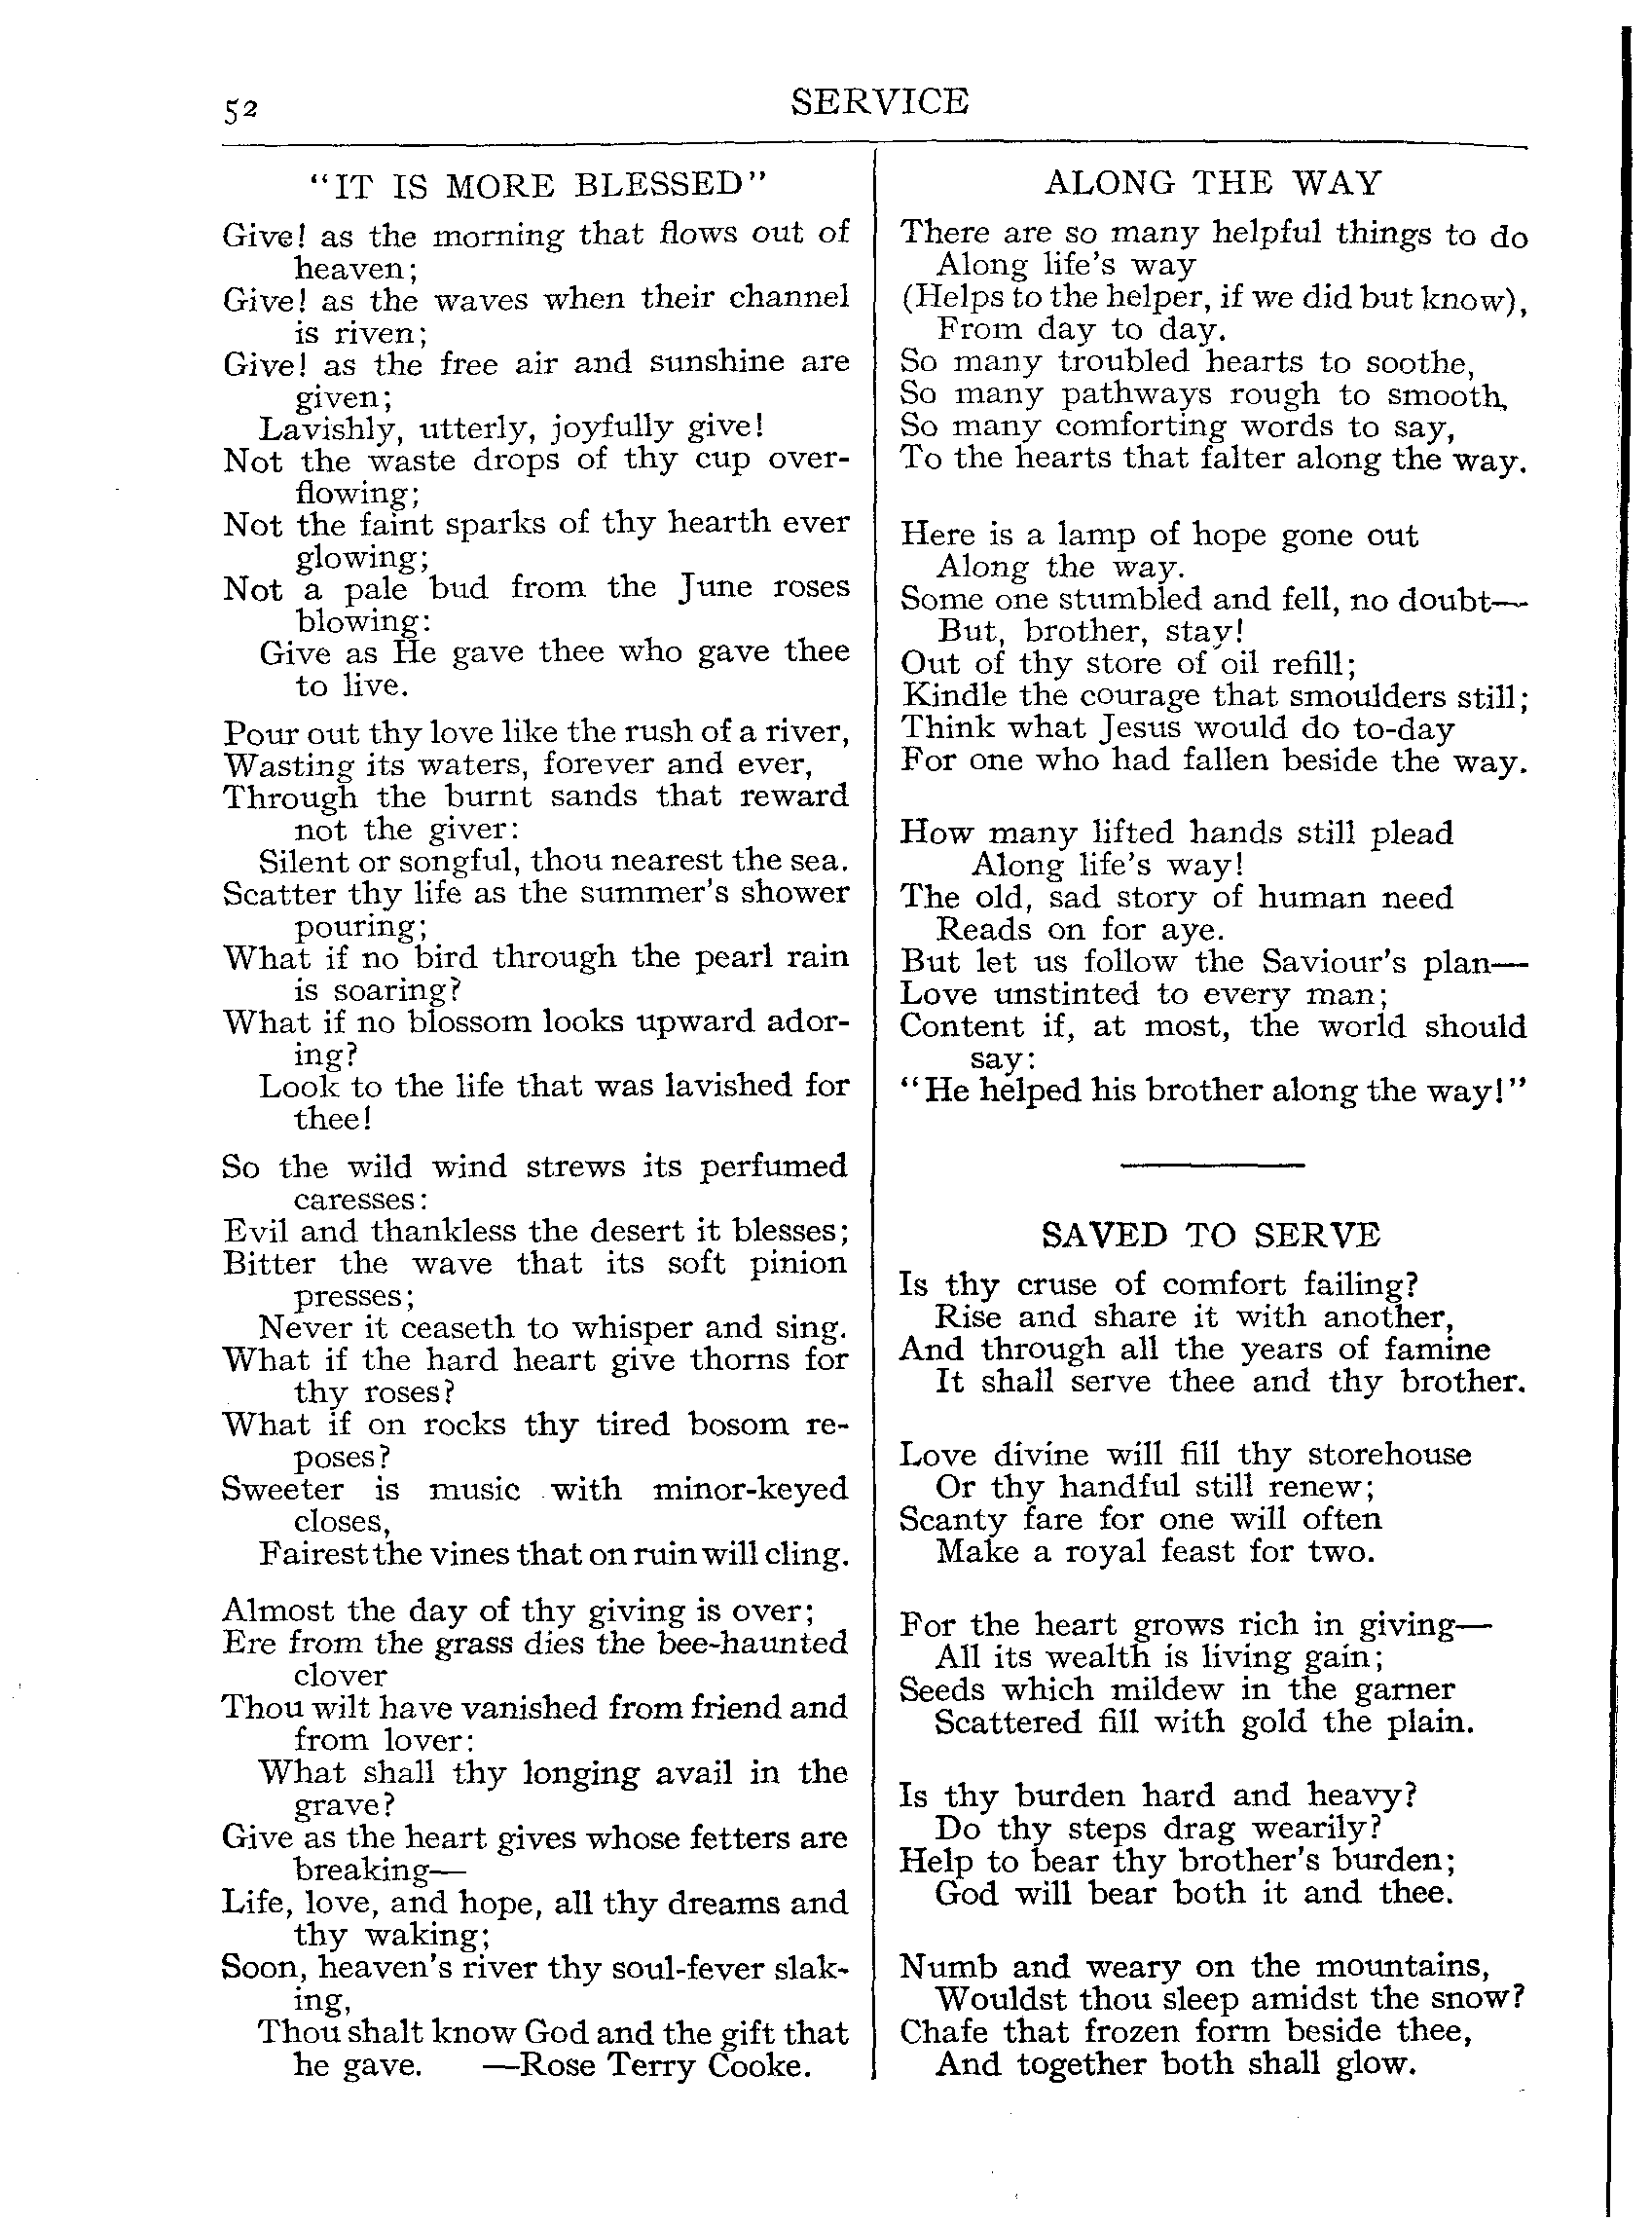 52
SERVICE
"IT IS MORE BLESSED"
Give! as the morning that flows out of
heaven;
Give! as the waves when their channel
is riven;
Give! as the free air and sunshine are
given;
Lavishly, utterly, joyfully give!
Not the waste drops of thy cup over-
flowing;
Not the faint sparks of thy hearth ever
glowing;
Not a pale bud from the June roses
blowing:
Give as He gave thee who gave thee
to live.
Pour out thy love like the rush of a river,
Wasting its waters, forever and ever,
Through the burnt sands that reward
not the giver:
Silent or songful, thou nearest the sea.
Scatter thy life as the summer's shower
pouring;
What if no bird through the pearl rain
is soaring?
What if no blossom looks upward ador-
ing?
Look to the life that was lavished for
thee!
So the wild wind strews its perfumed
caresses:
Evil and thankless the desert it blesses;
Bitter the wave that its soft pinion
presses;
Never it ceaseth to whisper and sing.
What if the hard heart give thorns for
thy roses?
What if on rocks thy tired bosom re-
poses?
Sweeter is music with minor-keyed
closes,
Fairest the vines that on ruin will cling.
Almost the day of thy giving is over;
Ere from the grass dies the bee-haunted
clover
Thou wilt have vanished from friend and
from lover:
What shall thy longing avail in the
grave?
Give as the heart gives whose fetters are
breaking—
Life, love, and hope, all thy dreams and
thy waking;
Soon, heaven's river thy soul-fever slak-
ing,
Thou shalt know God and the gift that
he gave. —Rose Terry Cooke.
ALONG THE WAY
There are so many helpful things to do
Along life's way
(Helps to the helper, if we did but know),
From day to day.
So many troubled hearts to soothe,
So many pathways rough to smooth,
So many comforting words to say,
To the hearts that falter along the way.
Here is a lamp of hope gone out
Along the way.
Some one stumbled and fell, no doubt—
But, brother, stay!
Out of thy store of oil refill;
Kindle the courage that smoulders still;
Think what Jesus would do to-day
For one who had fallen beside the way.
How many lifted hands still plead
Along life's way!
The old, sad story of human need
Reads on for aye.
But let us follow the Saviour's plan—
Love unstinted to every man;
Content if, at most, the world should
say:
"He helped his brother along the way!"
SAVED TO SERVE
Is thy cruse of comfort failing?
Rise and share it with another,
And through all the years of famine
It shall serve thee and thy brother.
Love divine will fill thy storehouse
Or thy handful still renew;
Scanty fare for one will often
Make a royal feast for two.
For the heart grows rich in giving—
All its wealth is living gain;
Seeds which mildew in the garner
Scattered fill with gold the plain.
Is thy burden hard and heavy?
Do thy steps drag wearily?
Help to bear thy brother's burden;
God will bear both it and thee.
Numb and weary on the mountains,
Wouldst thou sleep amidst the snow?
Chafe that frozen form beside thee,
And together both shall glow.